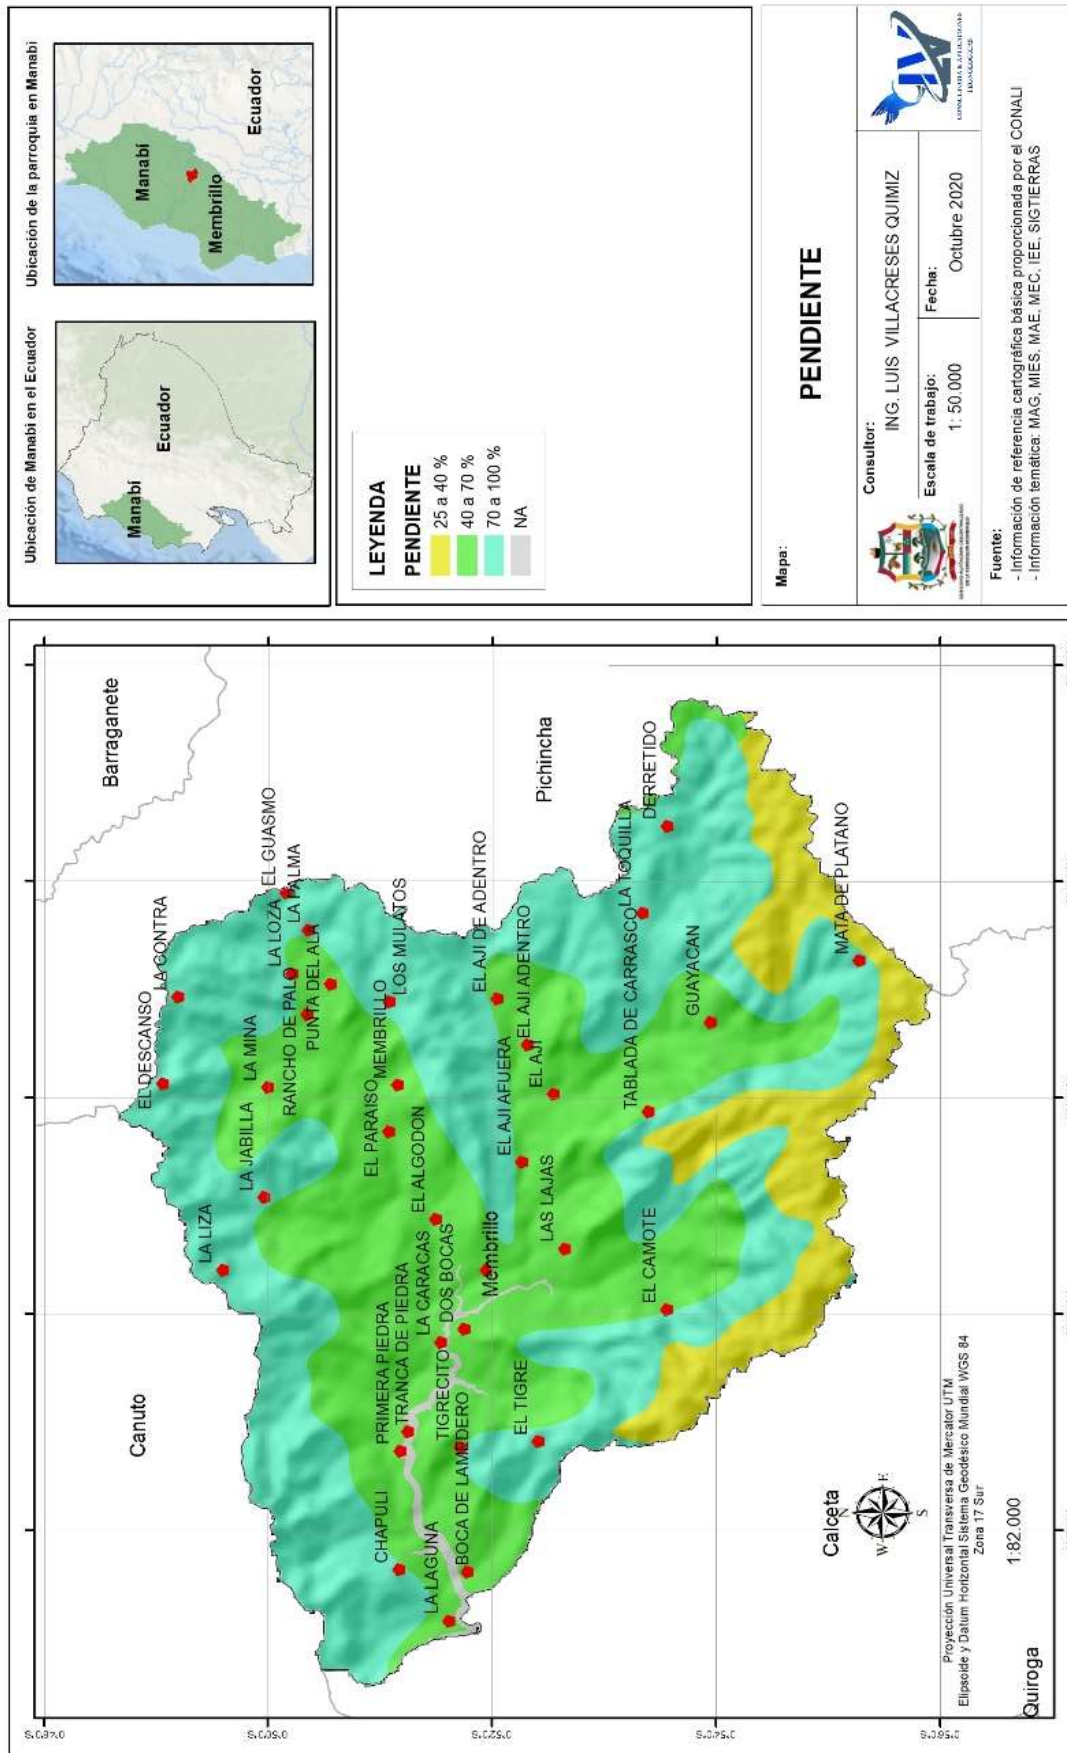 Ubicación de Manabi en el Ecuador
Ubicación de la parroquia en Manabi
Ecuador
Manabí
Manabí
Membrillo
Ecuador
LEYENDA
PENDIENTE
25 a 40 %
40 a 70 %
70 a 100 %
NA
Mapa:
PENDIENTE
Consultor:
ING. LUIS VILLACRESES QUIMIZ
Escala de trabajo:
1: 50.000
Fecha:
Octubre 2020
Fuente:
- Información de referencia cartográfica básica proporcionada por el CONALI
- Información temática: MAG, MIES, MAE, MEC, IEE, SIGTIERRAS
Barraganete
Canuto
Pichincha
Calceta
Quiroga
EL DESCANSO
LA CONTRA
EL GUASMO
LA PALMA
LA LOZA
PUNTA DEL ALA
RANCHO DE PALO
LA MINA
LA JABILLA
LA LIZA
LOS MULATOS
MEMBRILLO
EL PARAISO
EL ALGODON
PRIMERA PIEDRA
TRANCA DE PIEDRA
LA CARACAS
DOS BOCAS
TIGRECITO
Membrillo
CHAPULI
LA LAGUNA
BOCA DE LAMEDERO
EL TIGRE
EL AJI DE ADENTRO
EL AJI ADENTRO
EL AJI
EL AJI AFUERA
LAS LAJAS
EL CAMOTE
DERRETIDO
LA TOQUILLA
TABLADA DE CARRASCO
GUAYACAN
MATA DE PLATANO
N
W
E
S
Proyección Universal Transversa de Mercator UTM
Elipsoide y Datum Horizontal Sistema Geodésico Mundial WGS 84
Zona 17 Sur
1:82.000